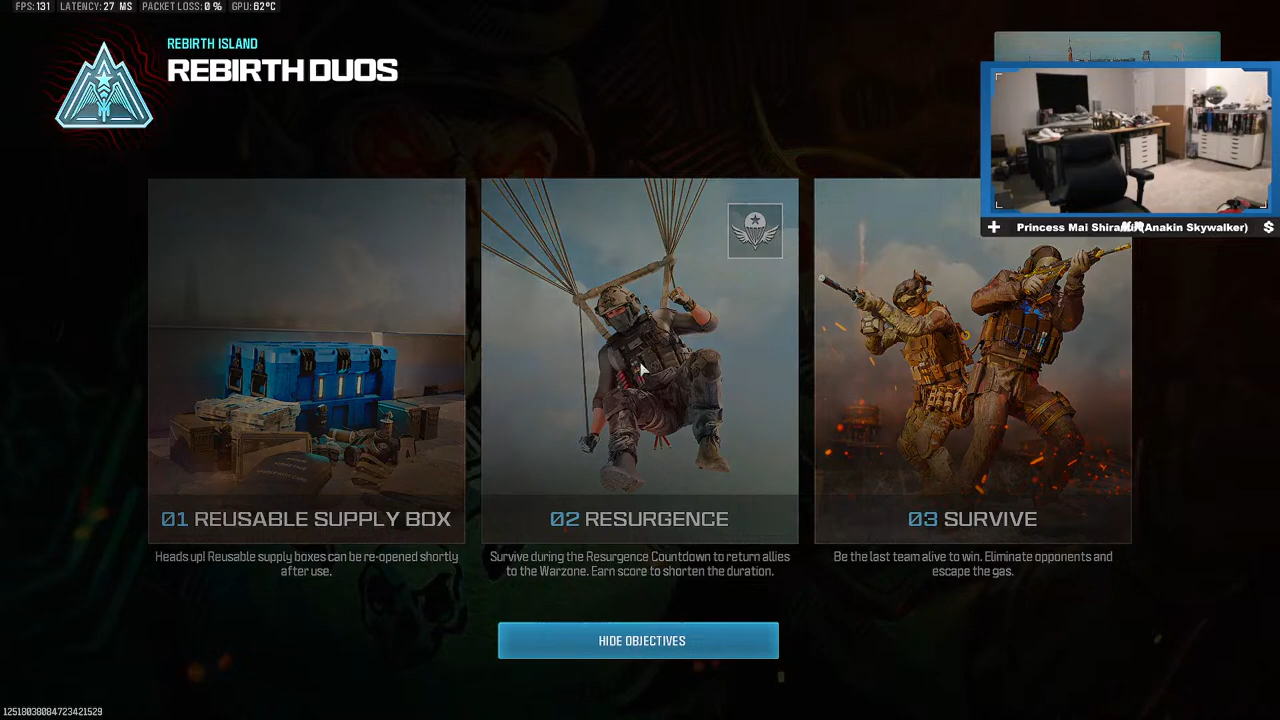 FPS: 131 LATENCY: 27 MS PACKET LOSS: 0 % GPU: 62°C
REBIRTH ISLAND
REBIRTH DUOS
Princess Mai (Anakin Skywalker) $
01 REUSABLE SUPPLY BOX
Heads up! Reusable supply boxes can be re-opened shortly
after use.
02 RESURGENCE
Survive during the Resurgence Countdown to return allies
to the Warzone. Earn score to shorten the duration.
03 SURVIVE
Be the last team alive to win. Eliminate opponents and
escape the gas.
HIDE OBJECTIVES
12518038084723421529